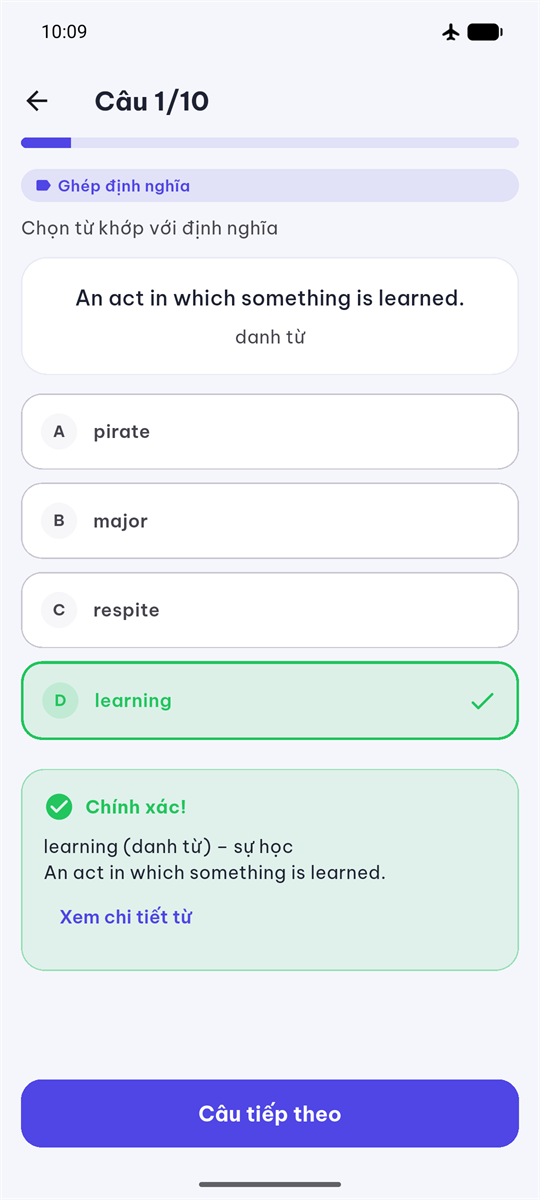 10:09
Câu 1/10
Ghép định nghĩa
Chọn từ khớp với định nghĩa
An act in which something is learned.
danh từ
A pirate
B major
C respite
D learning
Chính xác!
learning (danh từ) – sự học
An act in which something is learned.
Xem chi tiết từ
Câu tiếp theo